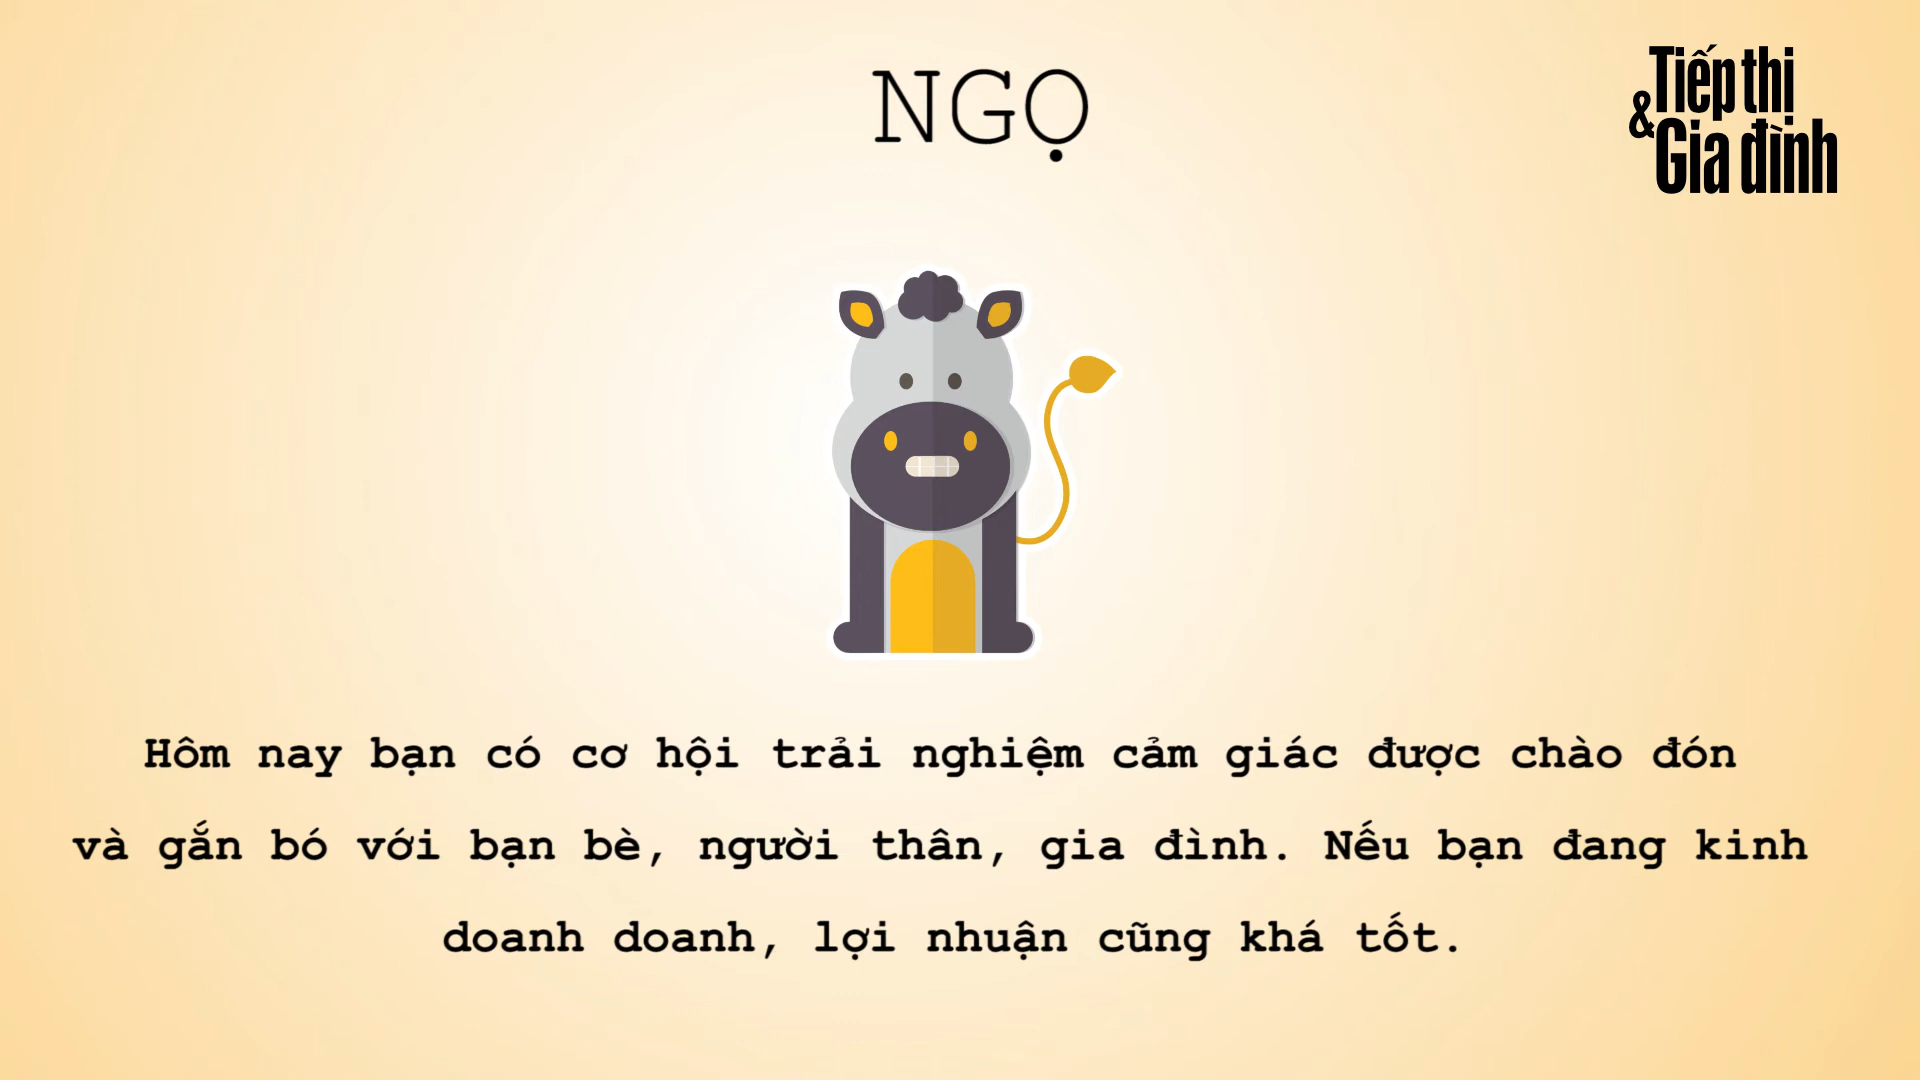 NGỌ
Tiếp thị
& Gia đình
Hôm nay bạn có cơ hội trải nghiệm cảm giác được chào đón
và gắn bó với bạn bè, người thân, gia đình. Nếu bạn đang kinh
doanh doanh, lợi nhuận cũng khá tốt.